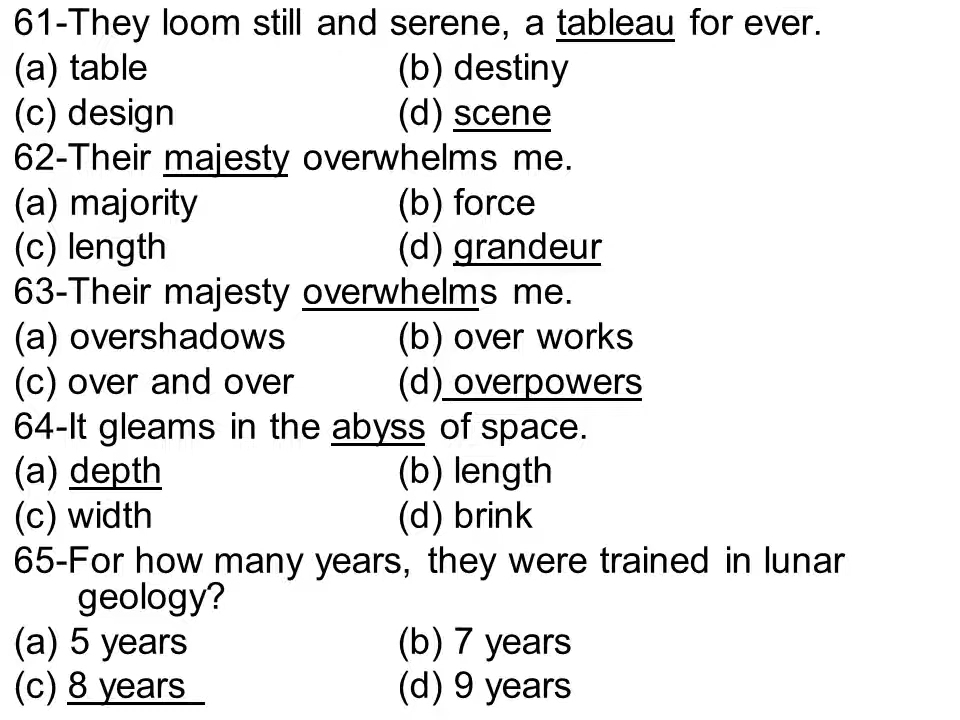 61-They loom still and serene, a tableau for ever.
(a) table (b) destiny
(c) design (d) scene
62-Their majesty overwhelms me.
(a) majority (b) force
(c) length (d) grandeur
63-Their majesty overwhelms me.
(a) overshadows (b) over works
(c) over and over (d) overpowers
64-It gleams in the abyss of space.
(a) depth (b) length
(c) width (d) brink
65-For how many years, they were trained in lunar
geology?
(a) 5 years (b) 7 years
(c) 8 years (d) 9 years